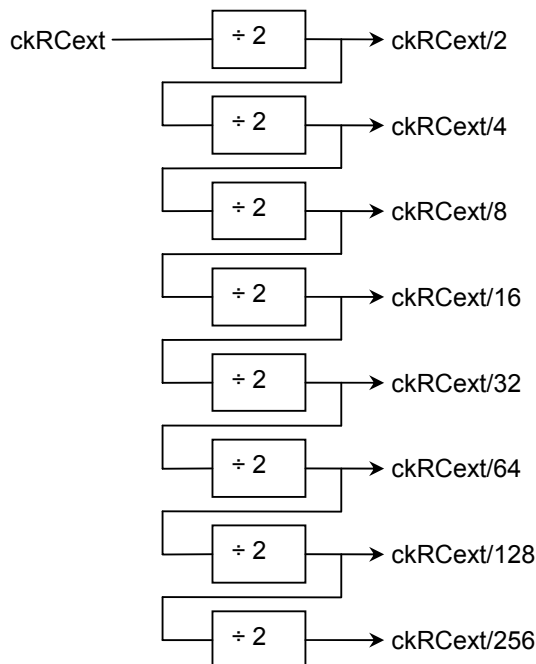 ckRCext ÷ 2 ckRCext/2
÷ 2 ckRCext/4
÷ 2 ckRCext/8
÷ 2 ckRCext/16
÷ 2 ckRCext/32
÷ 2 ckRCext/64
÷ 2 ckRCext/128
÷ 2 ckRCext/256